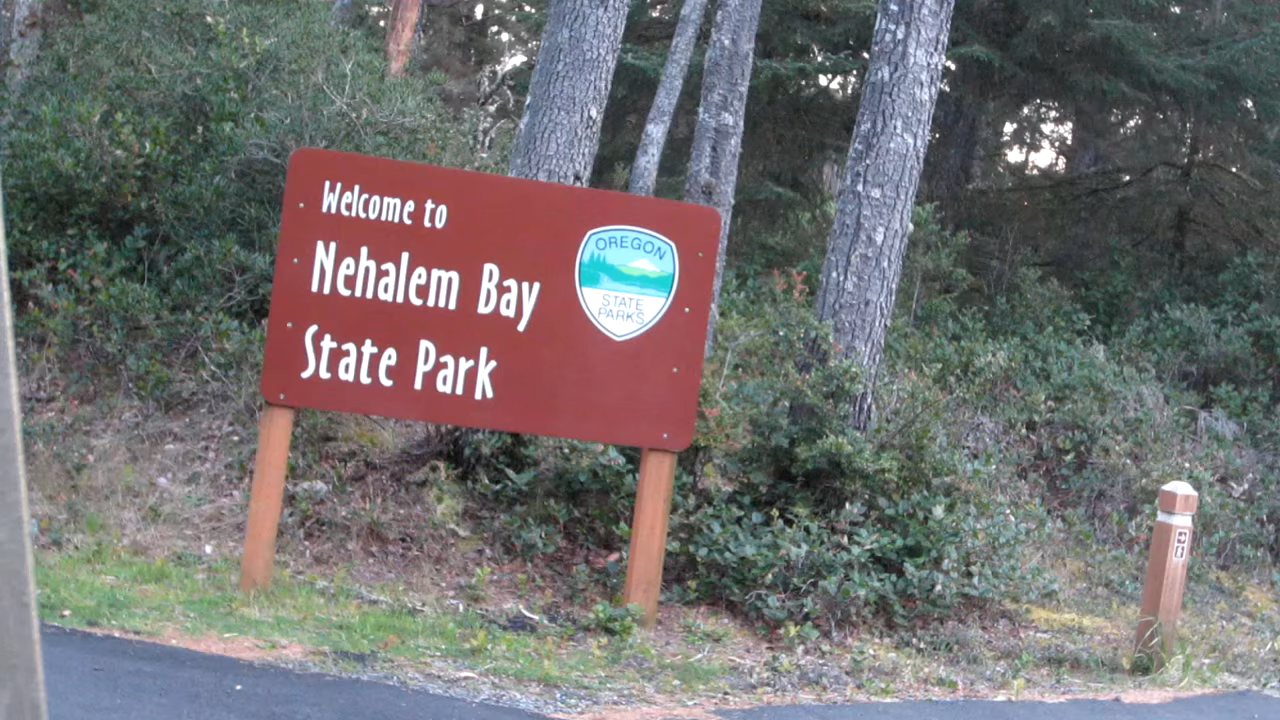 Welcome to
Nehalem Bay
State Park
OREGON
STATE
PARKS